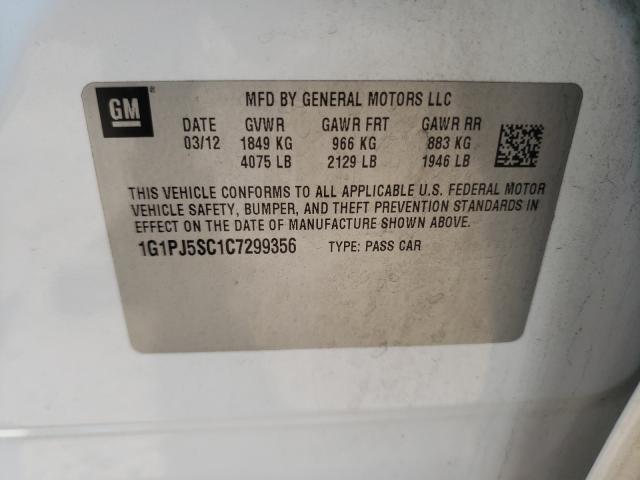 GM ®
MFD BY GENERAL MOTORS LLC
DATE GVWR GAWR FRT GAWR RR
03/12 1849 KG 966 KG 883 KG
4075 LB 2129 LB 1946 LB
THIS VEHICLE CONFORMS TO ALL APPLICABLE U.S. FEDERAL MOTOR
VEHICLE SAFETY, BUMPER, AND THEFT PREVENTION STANDARDS IN
EFFECT ON THE DATE OF MANUFACTURE SHOWN ABOVE.
1G1PJ5SC1C7299356 TYPE: PASS CAR